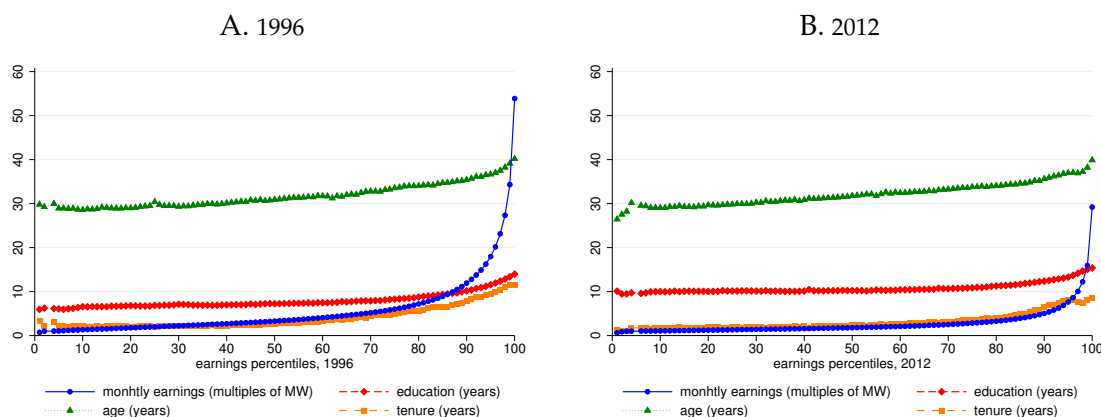 A. 1996
60
50
40
30
20
10
0
0 10 20 30 40 50 60 70 80 90 100
earnings percentiles, 1996
monhtly earnings (multiples of MW) education (years)
age (years) tenure (years)
B. 2012
60
50
40
30
20
10
0
0 10 20 30 40 50 60 70 80 90 100
earnings percentiles, 2012
monhtly earnings (multiples of MW) education (years)
age (years) tenure (years)